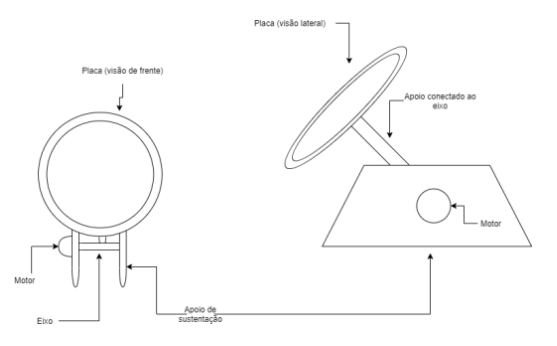 Placa (visão lateral)
Placa (visão de frente)
Apoio conectado ao
eixo
Motor
Motor
Apoio de
sustentação
Eixo